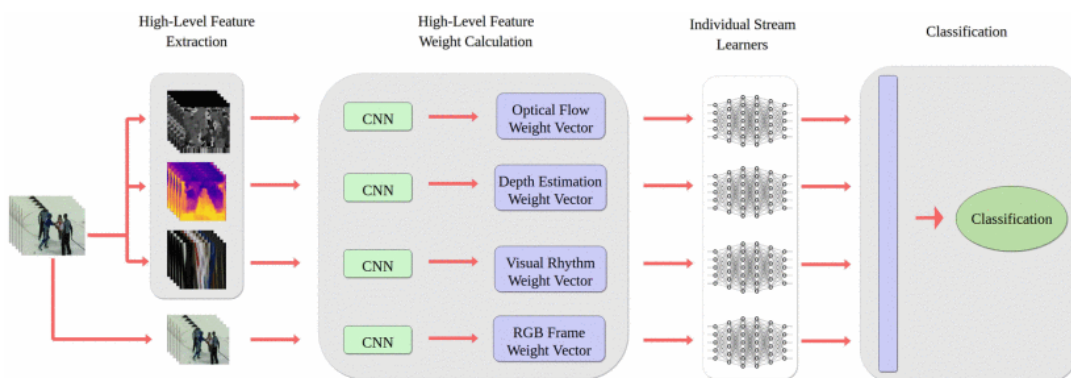 High-Level Feature
Extraction
High-Level Feature
Weight Calculation
Individual Stream
Learners
Classification
CNN
Optical Flow
Weight Vector
CNN
Depth Estimation
Weight Vector
CNN
Visual Rhythm
Weight Vector
CNN
RGB Frame
Weight Vector
Classification